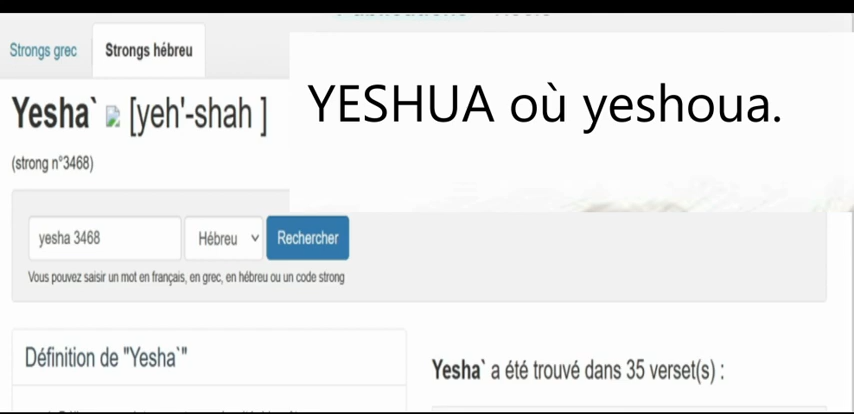 Strongs grec
Strongs hébreu
Yesha` [yeh'-shah ]
YESHUA où yeshoua.
(strong n°3468)
yesha 3468
Hébreu
Rechercher
Vous pouvez saisir un mot en français, en grec, en hébreu ou un code strong
Définition de "Yesha`"
Yesha` a été trouvé dans 35 verset(s) :